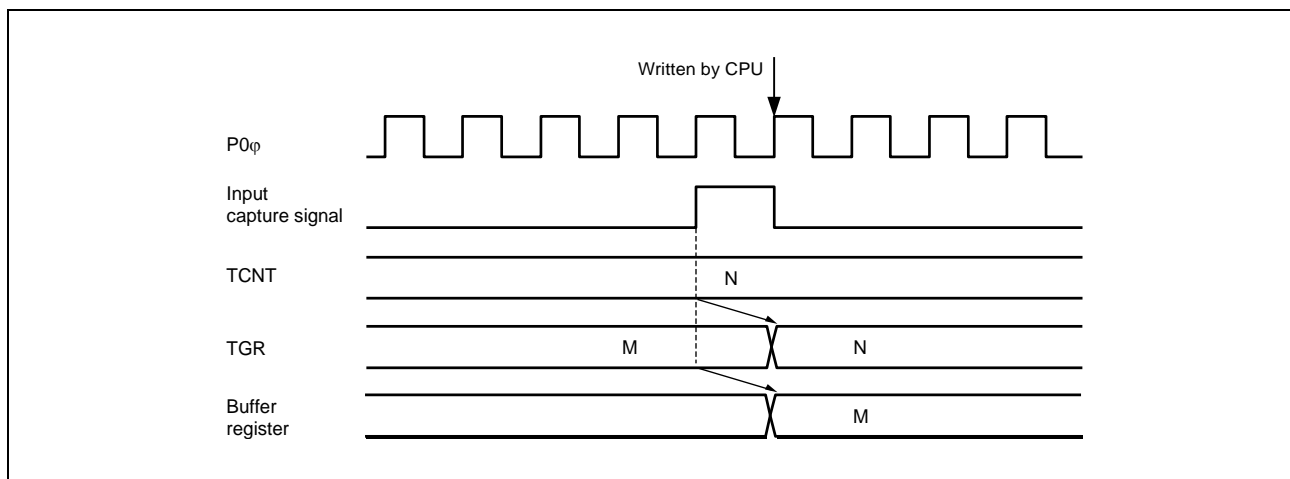 Written by CPU
P0φ
Input
capture signal
TCNT
N
TGR
M
N
Buffer
register
M